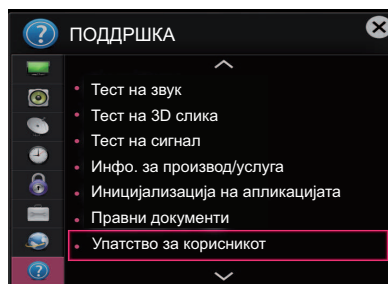 ПОДДРШКА
• Тест на звук
• Тест на 3D слика
• Тест на сигнал
• Инфо. за производ/услуга
• Иницијализација на апликацијата
• Правни документи
• Упатство за корисникот